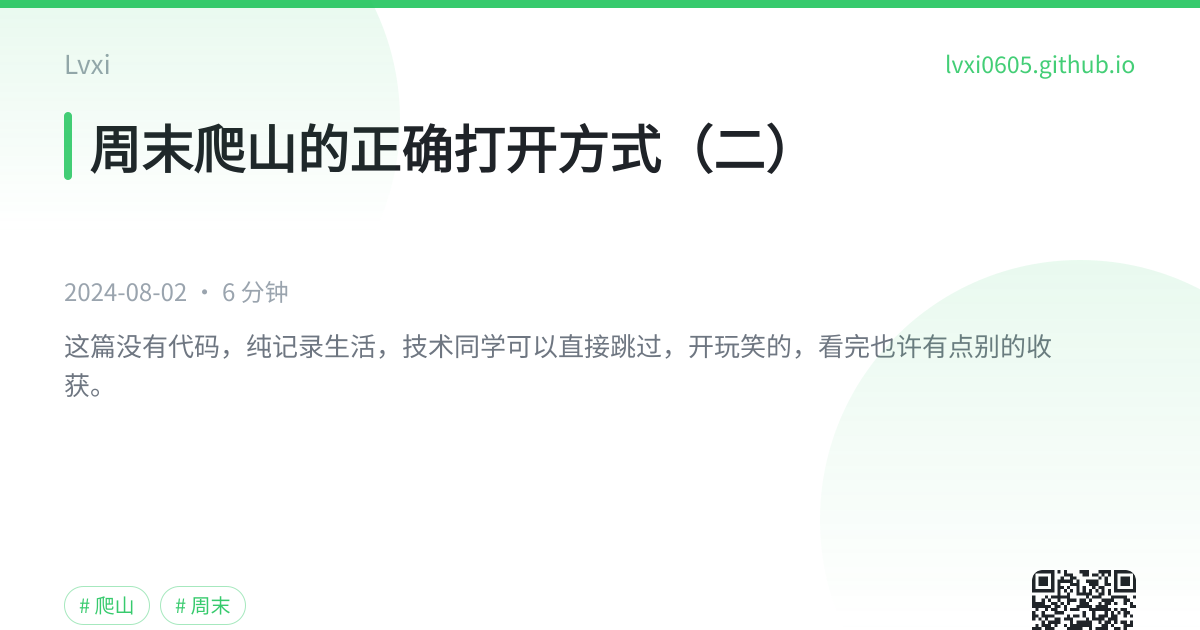 Lvxi
lvxi0605.github.io
周末爬山的正确打开方式（二）
2024-08-02 · 6 分钟
这篇没有代码，纯记录生活，技术同学可以直接跳过，开玩笑的，看完也许有点别的收
获。
# 爬山
# 周末